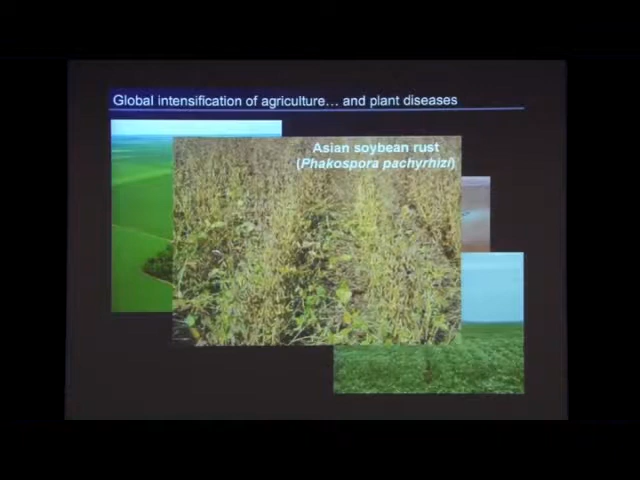 Global intensification of agriculture... and plant diseases
Asian soybean rust
(Phakospora pachyrhizi)